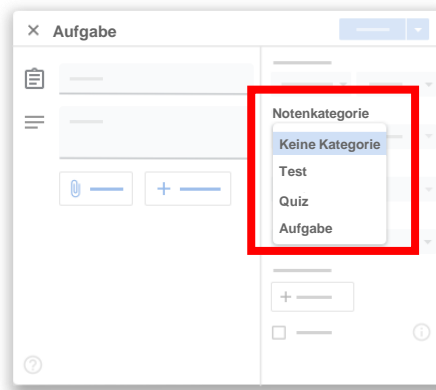 Aufgabe
Notenkategorie
Keine Kategorie
Test
Quiz
Aufgabe